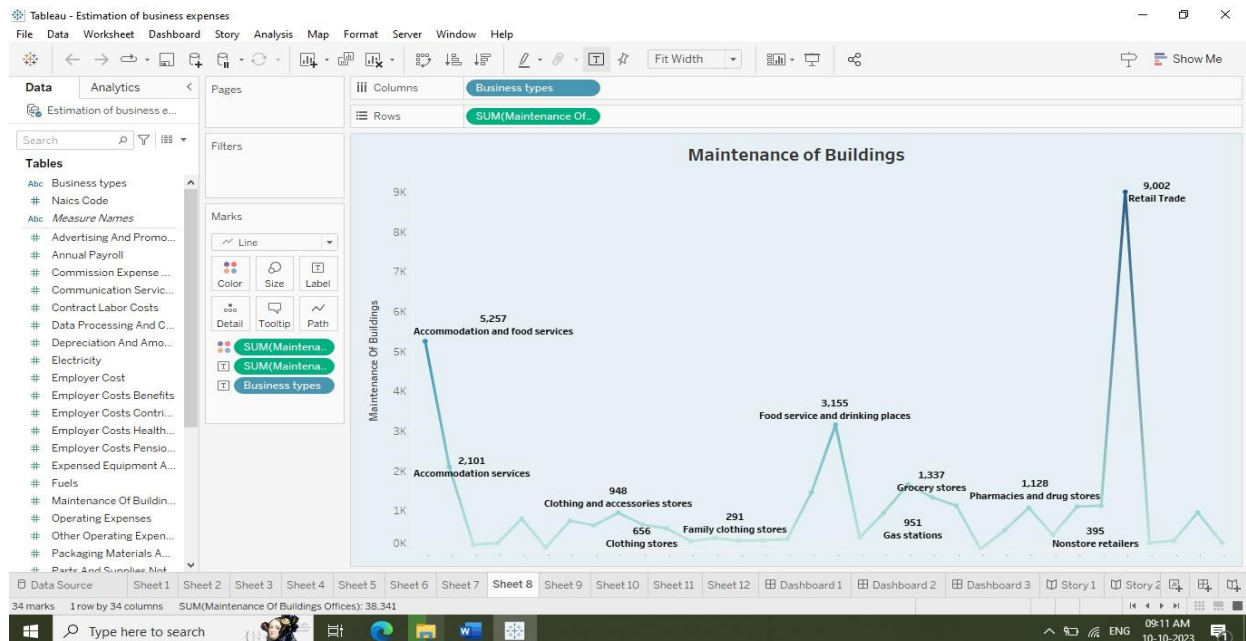 Tableau - Estimation of business expenses
File Data Worksheet Dashboard Story Analysis Map Format Server Window Help
Fit Width
Show Me
Data Analytics
Estimation of business e...
Search
Tables
Abc Business types
# Naics Code
Abc Measure Names
# Advertising And Promo...
# Annual Payroll
# Commission Expense ...
# Communication Servic...
# Contract Labor Costs
# Data Processing And C...
# Depreciation And Amo...
# Electricity
# Employer Cost
# Employer Costs Benefits
# Employer Costs Contri...
# Employer Costs Health...
# Employer Costs Pensio...
# Expensed Equipment A...
# Fuels
# Maintenance Of Buildin...
# Operating Expenses
# Other Operating Expen...
# Packaging Materials A...
# Parts And Supplies Not
Pages
Filters
Marks
Line
Color Size Label
Detail Tooltip Path
SUM(Maintena..
SUM(Maintena..
Business types
Columns Business types
Rows SUM(Maintenance Of..
Maintenance of Buildings
Maintenance Of Buildings
9K
8K
7K
6K
5K
4K
3K
2K
1K
0K
5,257
Accommodation and food services
2,101
Accommodation services
948
Clothing and accessories stores
656
Clothing stores
291
Family clothing stores
3,155
Food service and drinking places
1,337
Grocery stores
951
Gas stations
1,128
Pharmacies and drug stores
395
Nonstore retailers
9,002
Retail Trade
Data Source Sheet 1 Sheet 2 Sheet 3 Sheet 4 Sheet 5 Sheet 6 Sheet 7 Sheet 8 Sheet 9 Sheet 10 Sheet 11 Sheet 12 Dashboard 1 Dashboard 2 Dashboard 3 Story 1 Story 2
34 marks 1 row by 34 columns SUM(Maintenance Of Buildings Offices): 38,341
Type here to search
ENG
09:11 AM
10-10-2023